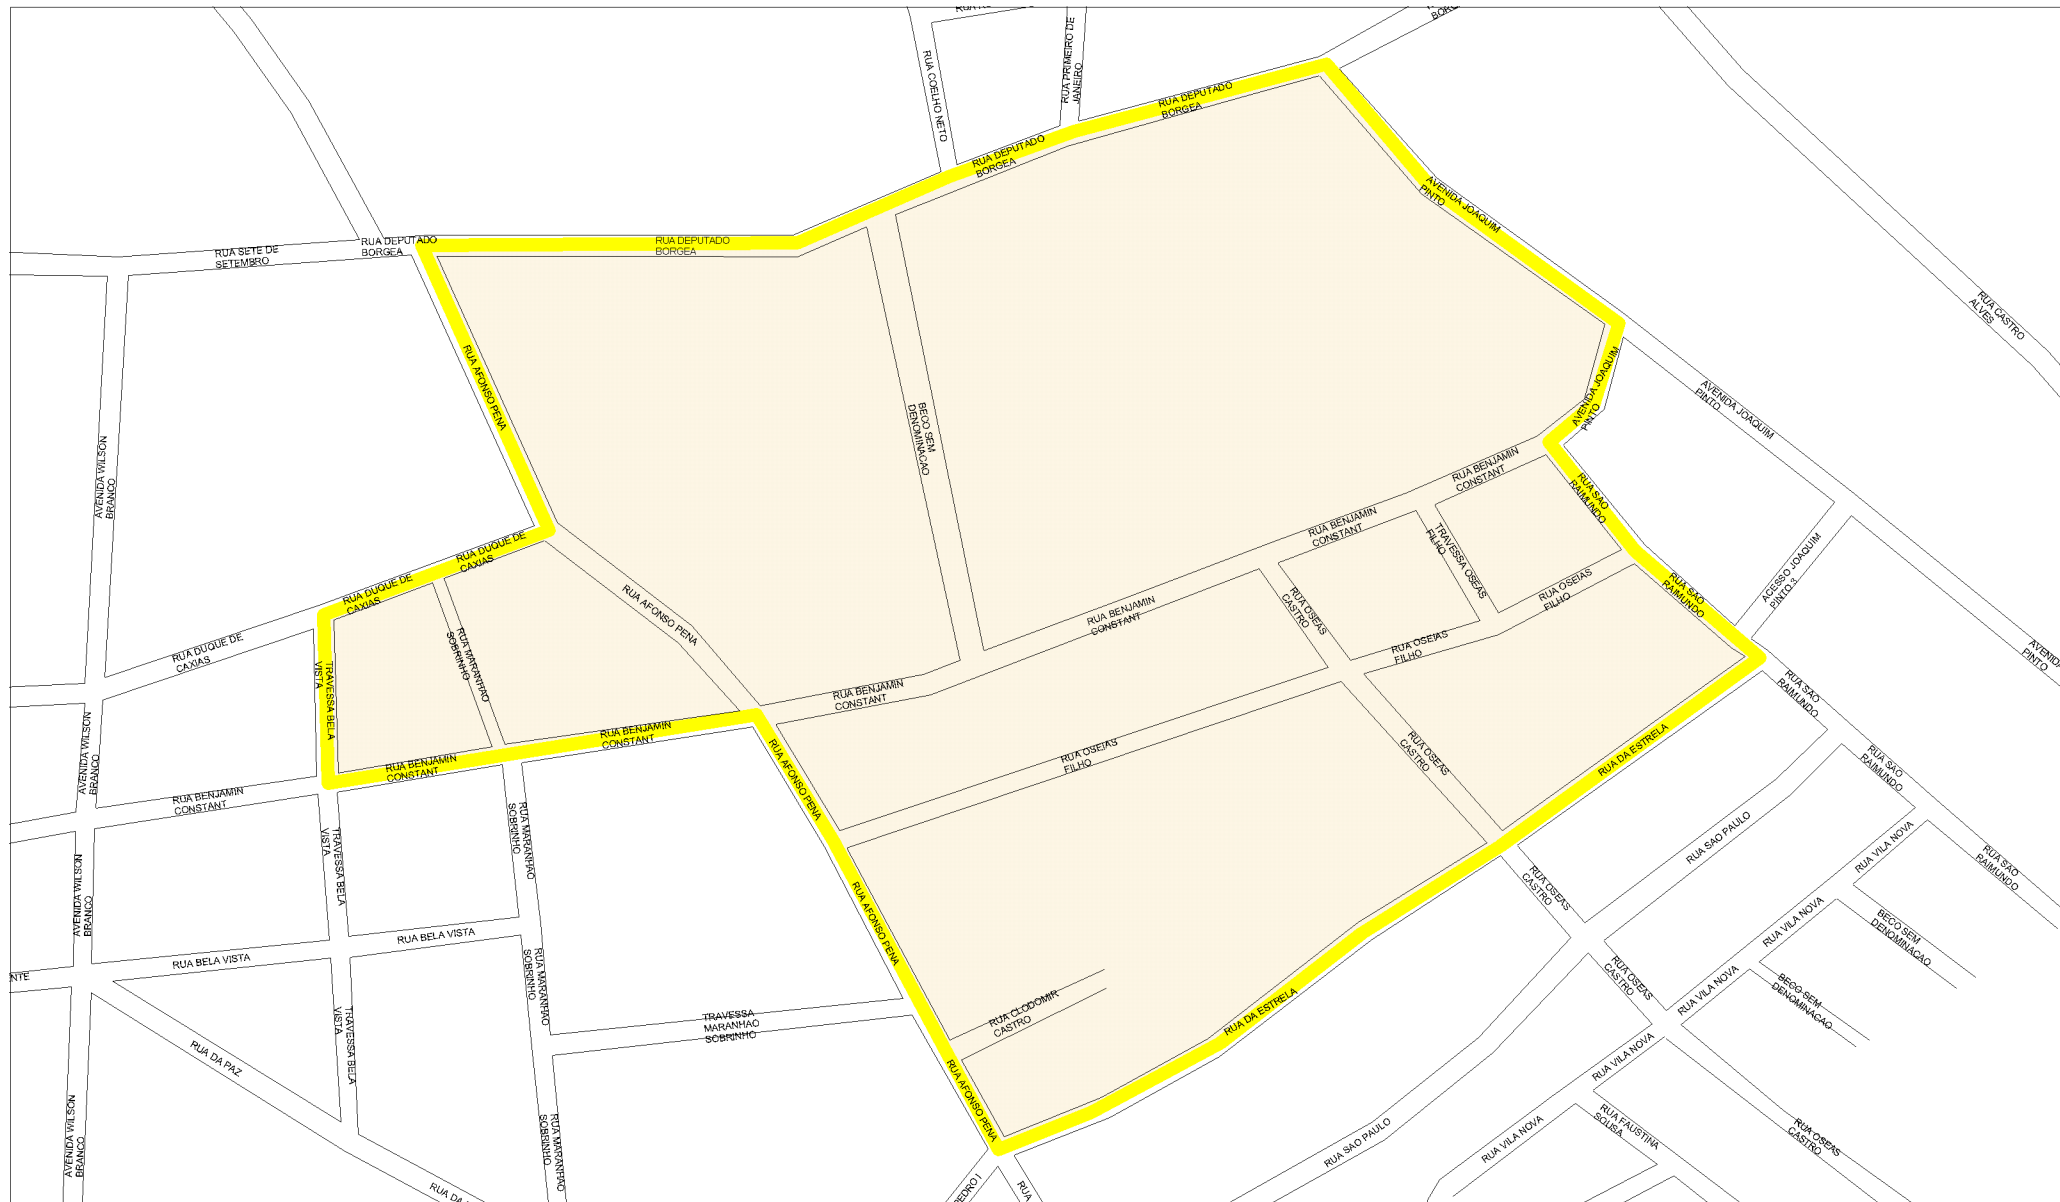 RUA DEPUTADO
BORGEA
RUA COELHO NETO
RUA PRIMEIRO DE
JANEIRO
RUA DEPUTADO
BORGEA
RUA DEPUTADO
BORGEA
AVENIDA JOAQUIM
PINTO
RUA SETE DE
SETEMBRO
RUA DEPUTADO
BORGEA
RUA CASTRO
ALVES
RUA AFONSO PENA
AVENIDA JOAQUIM
PINTO
AVENIDA JOAQUIM
PINTO
BECO SEM
DENOMINACAO
AVENIDA WILSON
BRANCO
RUA BENJAMIN
CONSTANT
RUA SAO
RAIMUNDO
RUA BENJAMIN
CONSTANT
TRAVESSA OSEAS
FILHO
RUA DUQUE DE
CAXIAS
RUA DUQUE DE
CAXIAS
RUA OSEIAS
FILHO
RUA SAO
RAIMUNDO
ACESSO JOAQUIM
PINTO 3
RUA AFONSO PENA
RUA BENJAMIN
CONSTANT
RUA OSEAS
CASTRO
RUA OSEIAS
FILHO
RUA DUQUE DE
CAXIAS
RUA MARANHAO
SOBRINHO
TRAVESSA BELA
VISTA
RUA BENJAMIN
CONSTANT
AVENIDA
PINTO
RUA SAO
RAIMUNDO
AVENIDA WILSON
BRANCO
RUA BENJAMIN
CONSTANT
RUA BENJAMIN
CONSTANT
RUA AFONSO PENA
RUA OSEIAS
FILHO
RUA OSEAS
CASTRO
RUA DA ESTRELA
RUA SAO
RAIMUNDO
RUA BENJAMIN
CONSTANT
RUA MARANHAO
SOBRINHO
TRAVESSA BELA
VISTA
RUA SAO PAULO
RUA VILA NOVA
RUA SAO
RAIMUNDO
AVENIDA WILSON
BRANCO
RUA AFONSO PENA
RUA OSEAS
CASTRO
RUA VILA NOVA
BECO SEM
DENOMINACAO
RUA BELA VISTA
RUA BELA VISTA
NTE
RUA MARANHAO
SOBRINHO
RUA OSEAS
CASTRO
RUA VILA NOVA
BECO SEM
DENOMINACAO
RUA CLODOMIR
CASTRO
RUA DA ESTRELA
TRAVESSA
MARANHAO
SOBRINHO
TRAVESSA BELA
VISTA
RUA DA PAZ
RUA VILA NOVA
RUA AFONSO PENA
AVENIDA WILSON
BRANCO
RUA MARANHAO
SOBRINHO
RUA SAO PAULO
RUA VILA NOVA
RUA FAUSTINA
SOUSA
RUA OSEAS
CASTRO
RUA DA
PEDRO I
RUA